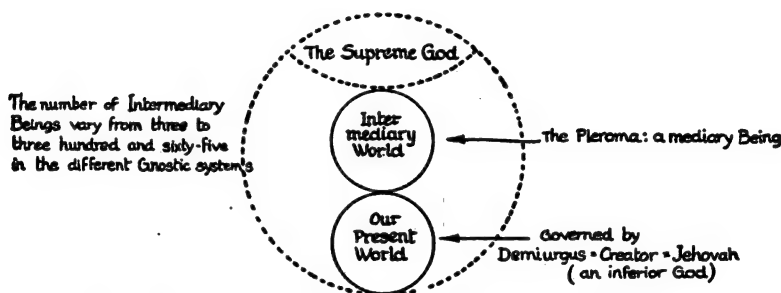 The Supreme God
The number of Intermediary
Beings vary from three to
three hundred and sixty-five
in the different Gnostic system's
Inter
mediary
World
The Pleroma: a mediary Being
Our
Present
World
Governed by
Demiurgus = Creator = Jehovah
(an inferior God)